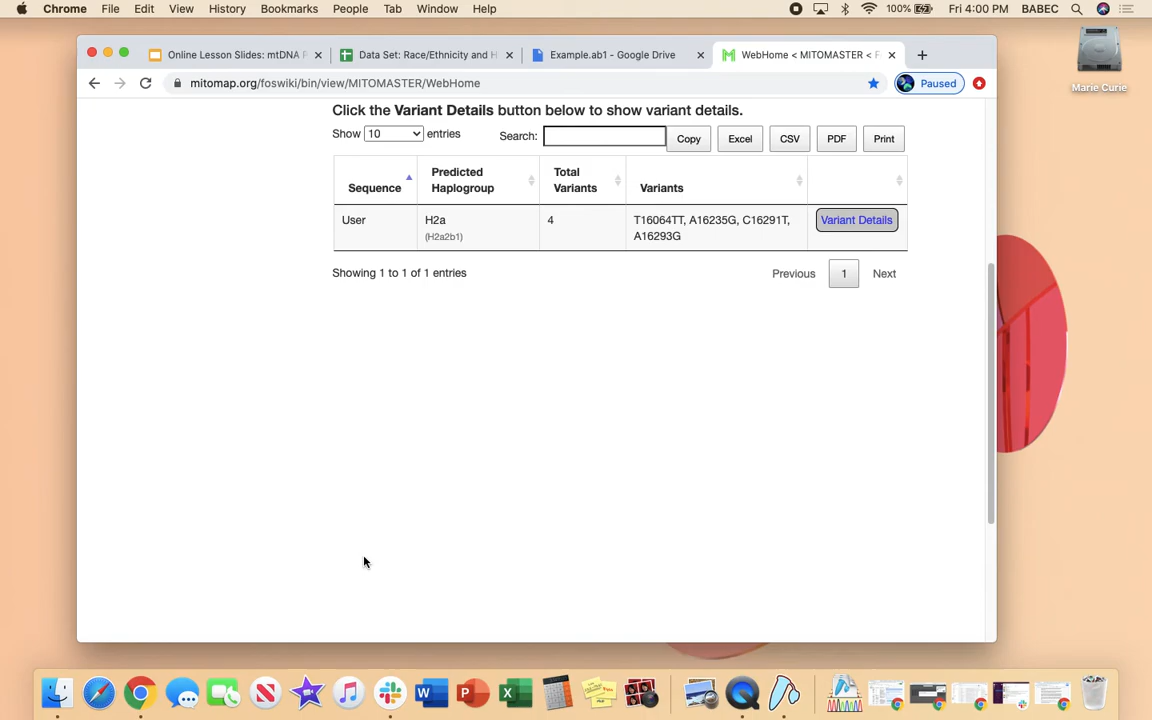 Chrome File Edit View History Bookmarks People Tab Window Help 100% Fri 4:00 PM BABEC
Online Lesson Slides: mtDNA F Data Set: Race/Ethnicity and H Example.ab1 - Google Drive WebHome < MITOMASTER < F
mitomap.org/foswiki/bin/view/MITOMASTER/WebHome Paused
Marie Curie
Click the Variant Details button below to show variant details.
Show 10 entries Search: Copy Excel CSV PDF Print
Sequence Predicted Haplogroup Total Variants Variants
User H2a 4 T16064TT, A16235G, C16291T, Variant Details
(H2a2b1) A16293G
Showing 1 to 1 of 1 entries Previous 1 Next